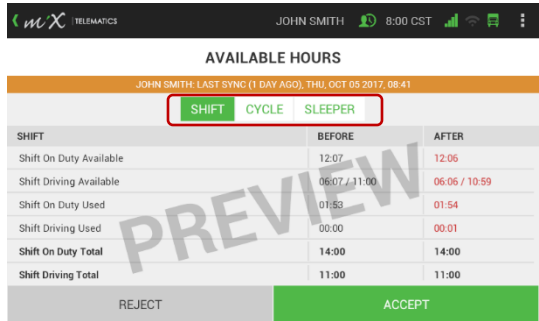 miX TELEMATICS JOHN SMITH 8:00 CST
AVAILABLE HOURS
JOHN SMITH: LAST SYNC (1 DAY AGO), THU, OCT 05 2017, 08:41
SHIFT CYCLE SLEEPER
SHIFT BEFORE AFTER
Shift On Duty Available 12:07 12:06
Shift Driving Available 06:07 / 11:00 06:06 / 10:59
Shift On Duty Used 01:53 01:54
Shift Driving Used 00:00 00:01
Shift On Duty Total 14:00 14:00
Shift Driving Total 11:00 11:00
PREVIEW
REJECT ACCEPT